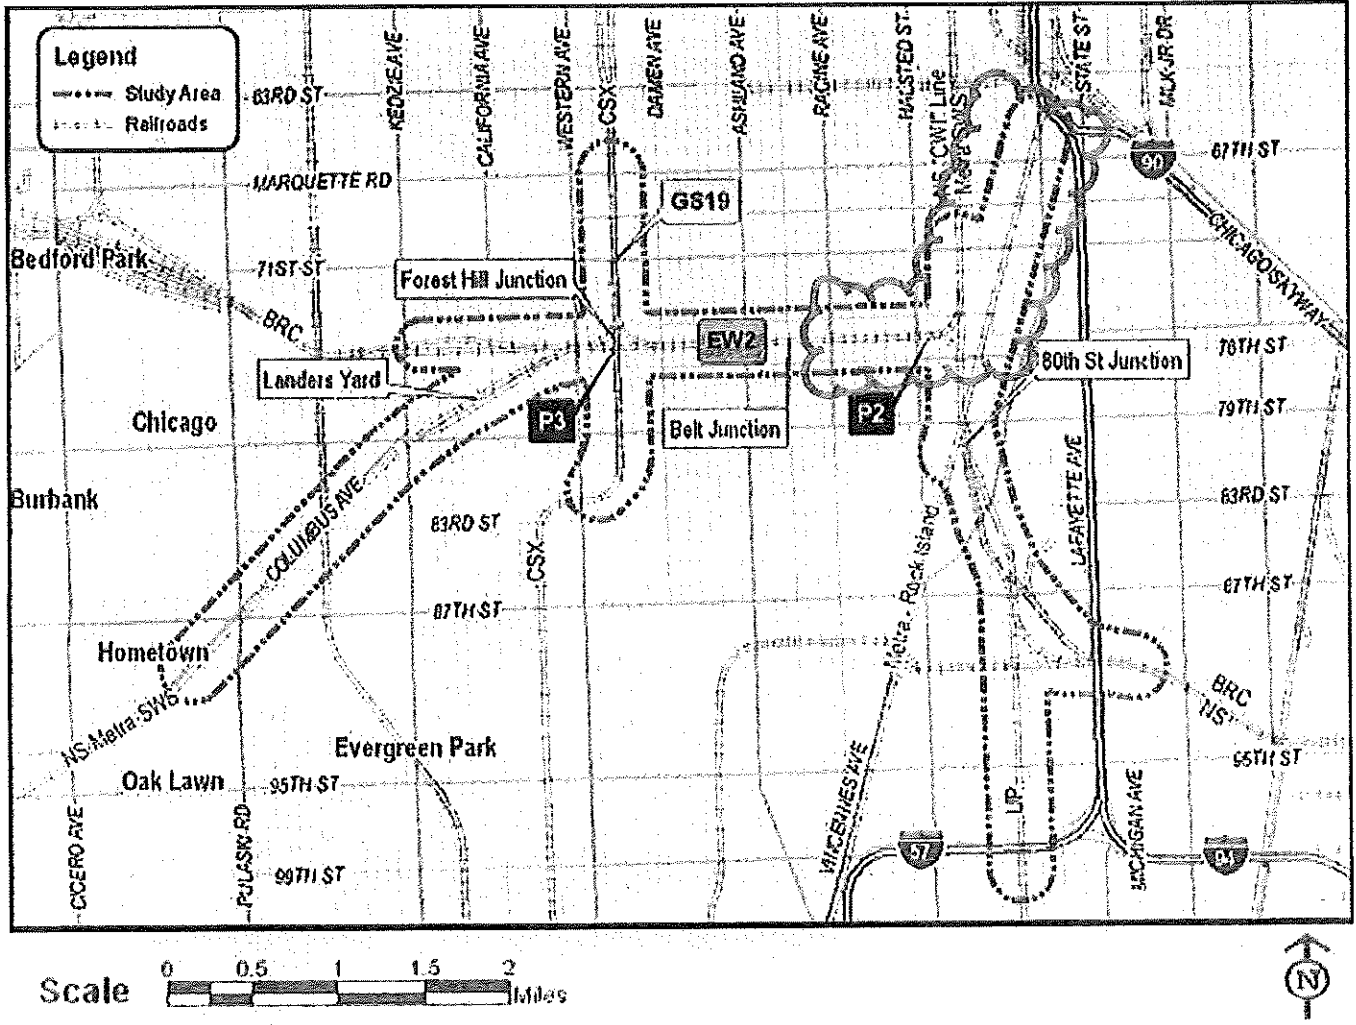 Legend
Study Area
Railroads
63RD ST
KEDZIE AVE
CALIFORNIA AVE
WESTERN AVE
CSX
DAMEN AVE
ASHLAND AVE
RACINE AVE
HALSTED ST
STATE ST
MLK JR DR
90
67TH ST
MARQUETTE RD
GS19
CHICAGO SKYWAY
Bedford Park
71ST ST
Forest Hill Junction
BRC
EW2
76TH ST
Landers Yard
80th St Junction
P3
P2
Belt Junction
79TH ST
Chicago
Burbank
COLUMBUS AVE
83RD ST
LAFAYETTE AVE
83RD ST
CSX
Metra - Rock Island
87TH ST
87TH ST
Hometown
NS-Metra-SWS
BRC
NS
Evergreen Park
95TH ST
Oak Lawn
95TH ST
CICERO AVE
PULASKI RD
99TH ST
VINCENNES AVE
UP
MICHIGAN AVE
57
94
Scale
0 0.5 1 1.5 2
Miles
N